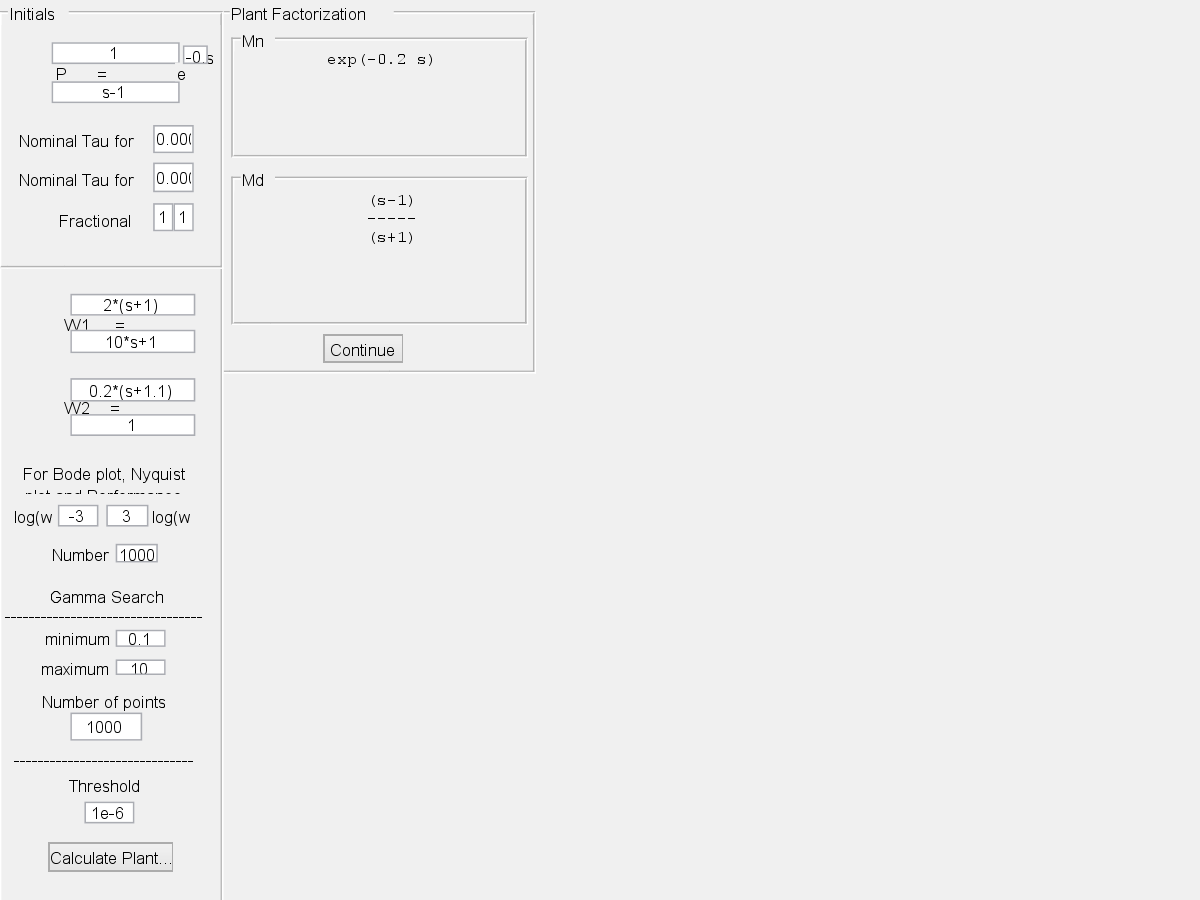 Initials
1
-0.s
P = e
s-1
Nominal Tau for 0.00
Nominal Tau for 0.00
Fractional 1 1
2*(s+1)
W1 =
10*s+1
0.2*(s+1.1)
W2 =
1
For Bode plot, Nyquist
plot and Performance
log(w -3 3 log(w
Number 1000
Gamma Search
---------------------------------
minimum 0.1
maximum 10
Number of points
1000
------------------------------
Threshold
1e-6
Calculate Plant...
Plant Factorization
Mn
exp(-0.2 s)
Md
(s-1)
-----
(s+1)
Continue